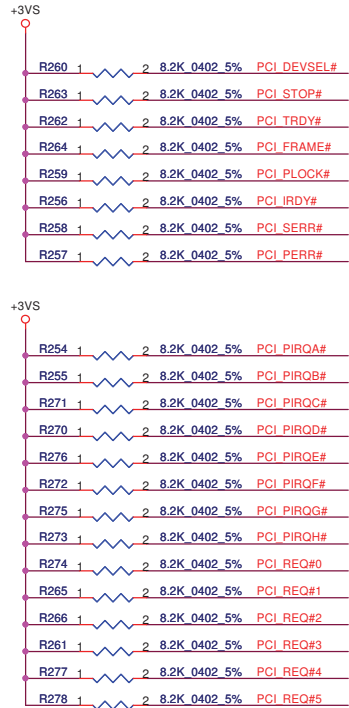 +3VS
R260 1 2 8.2K_0402_5% PCI_DEVSEL#
R263 1 2 8.2K_0402_5% PCI_STOP#
R262 1 2 8.2K_0402_5% PCI_TRDY#
R264 1 2 8.2K_0402_5% PCI_FRAME#
R259 1 2 8.2K_0402_5% PCI_PLOCK#
R256 1 2 8.2K_0402_5% PCI_IRDY#
R258 1 2 8.2K_0402_5% PCI_SERR#
R257 1 2 8.2K_0402_5% PCI_PERR#
+3VS
R254 1 2 8.2K_0402_5% PCI_PIRQA#
R255 1 2 8.2K_0402_5% PCI_PIRQB#
R271 1 2 8.2K_0402_5% PCI_PIRQC#
R270 1 2 8.2K_0402_5% PCI_PIRQD#
R276 1 2 8.2K_0402_5% PCI_PIRQE#
R272 1 2 8.2K_0402_5% PCI_PIRQF#
R275 1 2 8.2K_0402_5% PCI_PIRQG#
R273 1 2 8.2K_0402_5% PCI_PIRQH#
R274 1 2 8.2K_0402_5% PCI_REQ#0
R265 1 2 8.2K_0402_5% PCI_REQ#1
R266 1 2 8.2K_0402_5% PCI_REQ#2
R261 1 2 8.2K_0402_5% PCI_REQ#3
R277 1 2 8.2K_0402_5% PCI_REQ#4
R278 1 2 8.2K_0402_5% PCI_REQ#5